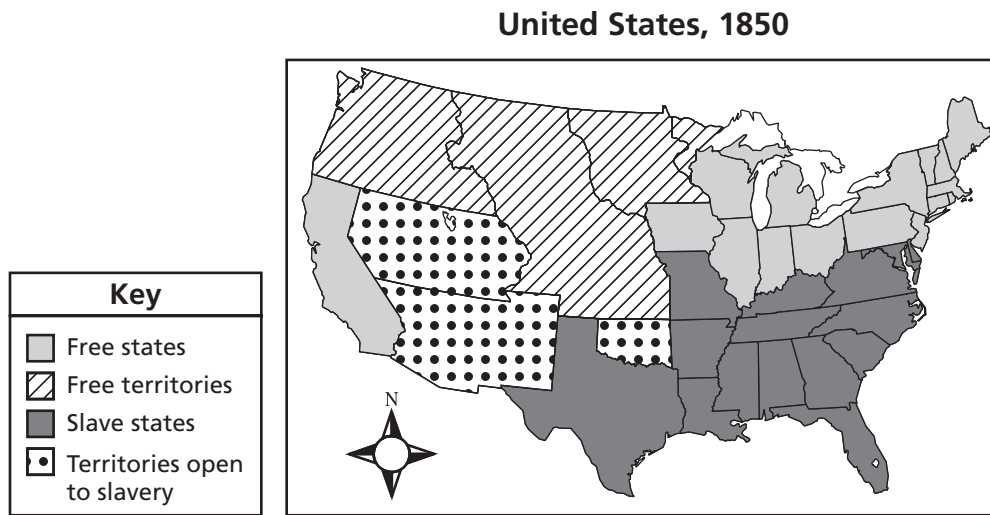 United States, 1850
Key
Free states
Free territories
Slave states
Territories open
to slavery
N